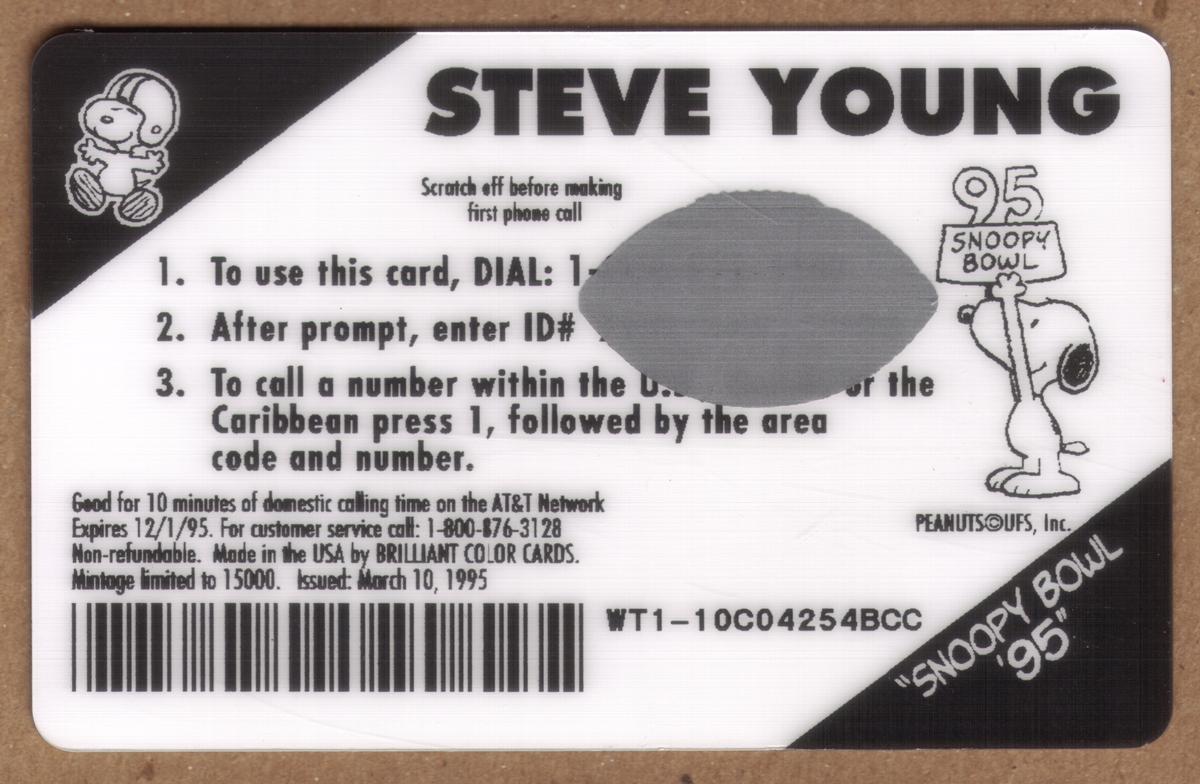 STEVE YOUNG
Scratch off before making
first phone call
95
SNOOPY
BOWL
1. To use this card, DIAL: 1-
2. After prompt, enter ID#
3. To call a number within the U.S. or the
Caribbean press 1, followed by the area
code and number.
Good for 10 minutes of domestic calling time on the AT&T Network
Expires 12/1/95. For customer service call: 1-800-876-3128
Non-refundable. Made in the USA by BRILLIANT COLOR CARDS.
Mintage limited to 15000. Issued: March 10, 1995
PEANUTS©UFS, Inc.
WT1-10C04254BCC
"SNOOPY BOWL
'95"